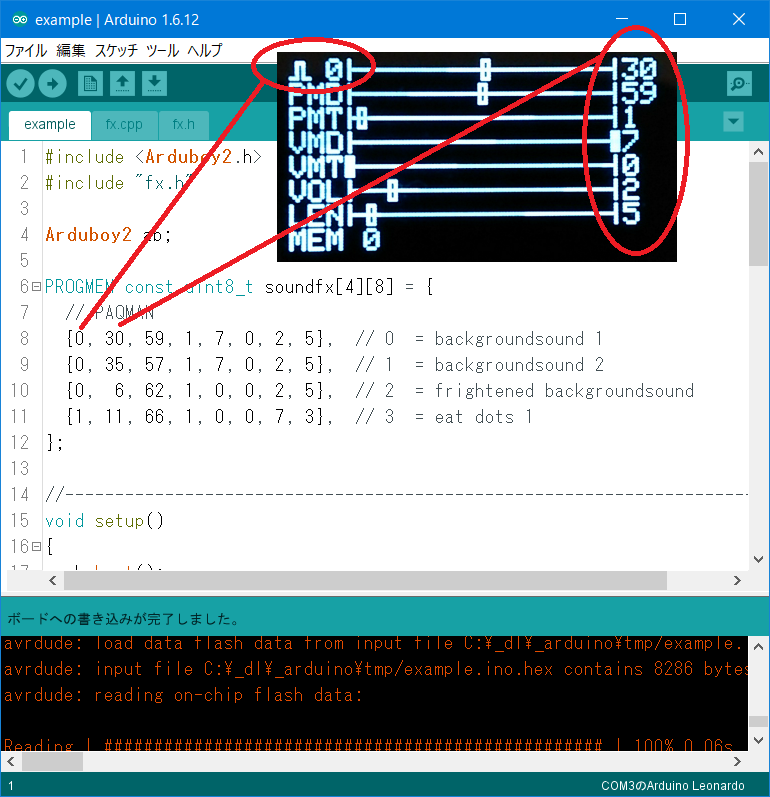 example | Arduino 1.6.12
ファイル 編集 スケッチ ツール ヘルプ
0 30
PMD 59
PMT 1
VMD 7
VMT 0
VOL 2
LEN 5
MEM 0
example fx.cpp fx.h
1 #include <Arduboy2.h>
2 #include "fx.h"
3
4 Arduboy2 ab;
5
6 PROGMEM const uint8_t soundfx[4][8] = {
7 // PAQMAN
8 {0, 30, 59, 1, 7, 0, 2, 5}, // 0 = backgroundsound 1
9 {0, 35, 57, 1, 7, 0, 2, 5}, // 1 = backgroundsound 2
10 {0, 6, 62, 1, 0, 0, 2, 5}, // 2 = frightened backgroundsound
11 {1, 11, 66, 1, 0, 0, 7, 3}, // 3 = eat dots 1
12 };
13
14 //----------------------------------------------------------------------
15 void setup()
16 {
17
ボードへの書き込みが完了しました。
avrdude: load data flash data from input file C:¥_dl¥_arduino¥tmp/example.
avrdude: input file C:¥_dl¥_arduino¥tmp/example.ino.hex contains 8286 bytes
avrdude: reading on-chip flash data:
Reading | ################################################## | 100% 0.06s
1 COM3のArduino Leonardo